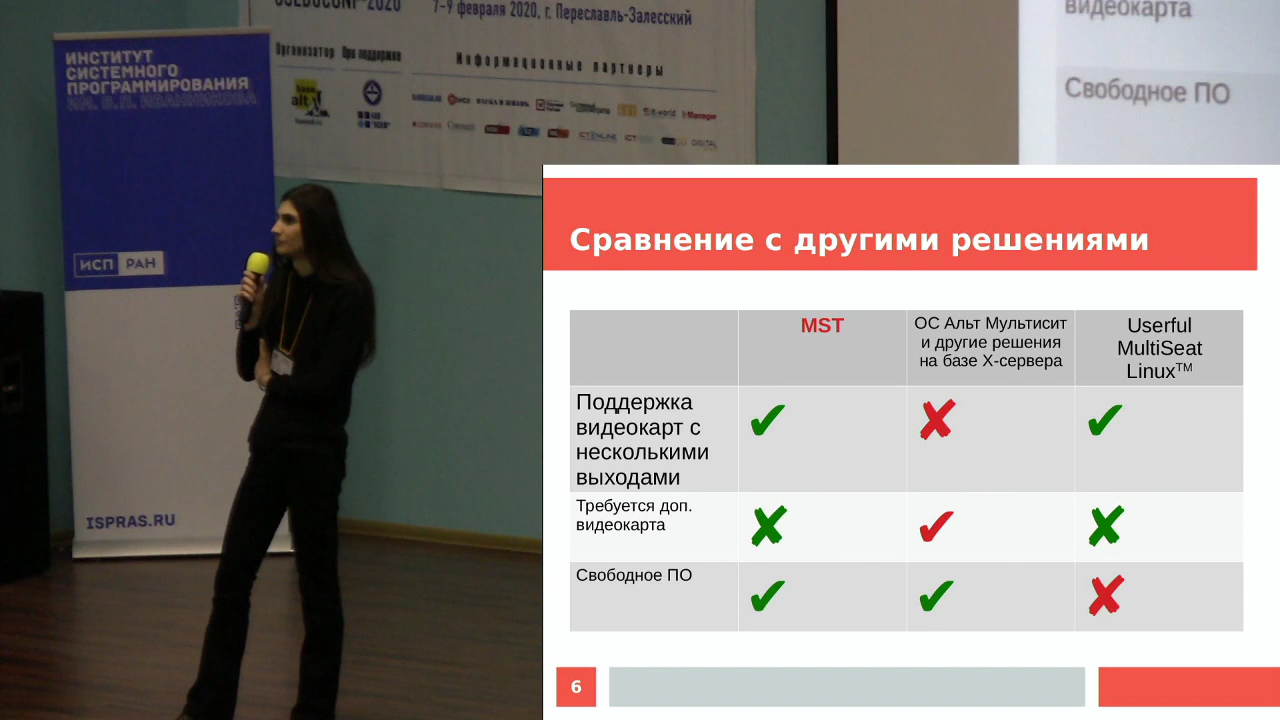 7–9 февраля 2020, г. Переславль-Залесский
Организатор
При поддержке
Информационные партнеры
ИНСТИТУТ
СИСТЕМНОГО
ПРОГРАММИРОВАНИЯ
ИМ. В.П. ИВАННИКОВА
ИСП РАН
ISPRAS.RU
видеокарта
Свободное ПО
Сравнение с другими решениями
MST
ОС Альт Мультисит
и другие решения
на базе X-сервера
Userful
MultiSeat
Linux™
Поддержка
видеокарт с
несколькими
выходами
✔ ✘ ✔
Требуется доп.
видеокарта
✘ ✔ ✘
Свободное ПО
✔ ✔ ✘
6